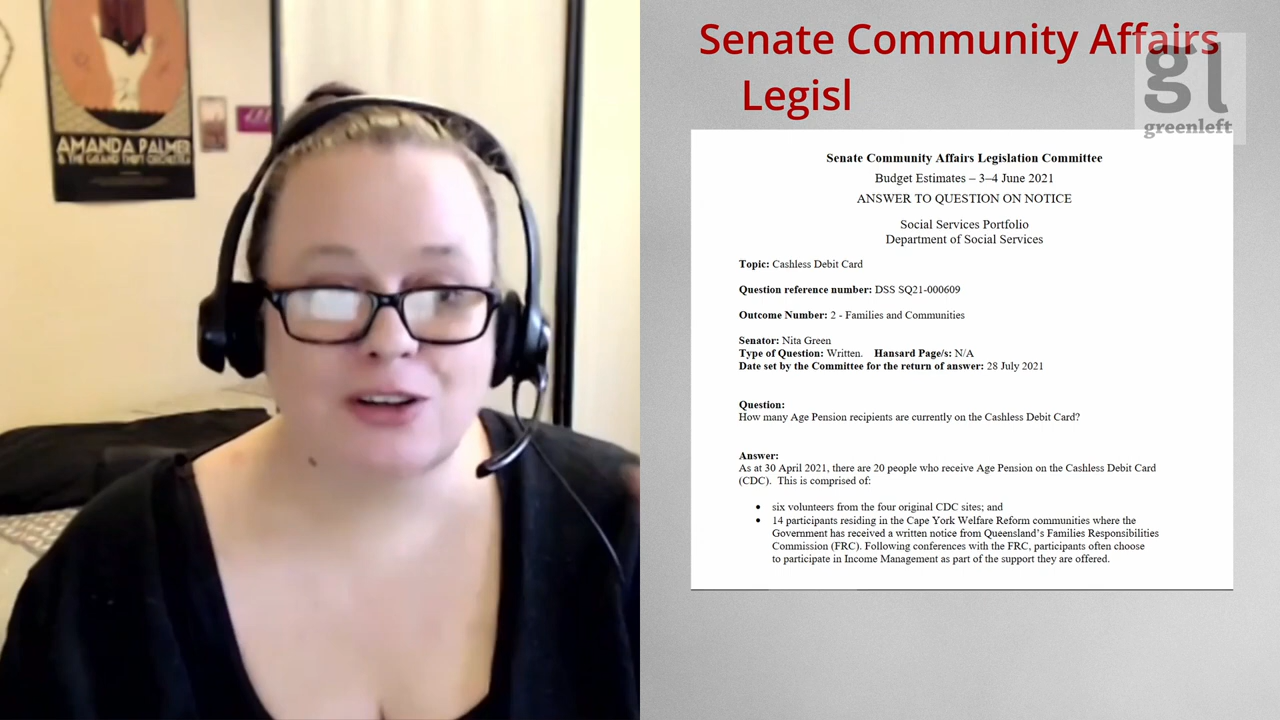 AMANDA PALMER
& THE GRAND THEFT ORCHESTRA
Senate Community Affairs
Legisl
gl
greenleft
Senate Community Affairs Legislation Committee
Budget Estimates – 3–4 June 2021
ANSWER TO QUESTION ON NOTICE
Social Services Portfolio
Department of Social Services
Topic: Cashless Debit Card
Question reference number: DSS SQ21-000609
Outcome Number: 2 - Families and Communities
Senator: Nita Green
Type of Question: Written. Hansard Page/s: N/A
Date set by the Committee for the return of answer: 28 July 2021
Question:
How many Age Pension recipients are currently on the Cashless Debit Card?
Answer:
As at 30 April 2021, there are 20 people who receive Age Pension on the Cashless Debit Card
(CDC). This is comprised of:
• six volunteers from the four original CDC sites; and
• 14 participants residing in the Cape York Welfare Reform communities where the
Government has received a written notice from Queensland's Families Responsibilities
Commission (FRC). Following conferences with the FRC, participants often choose
to participate in Income Management as part of the support they are offered.